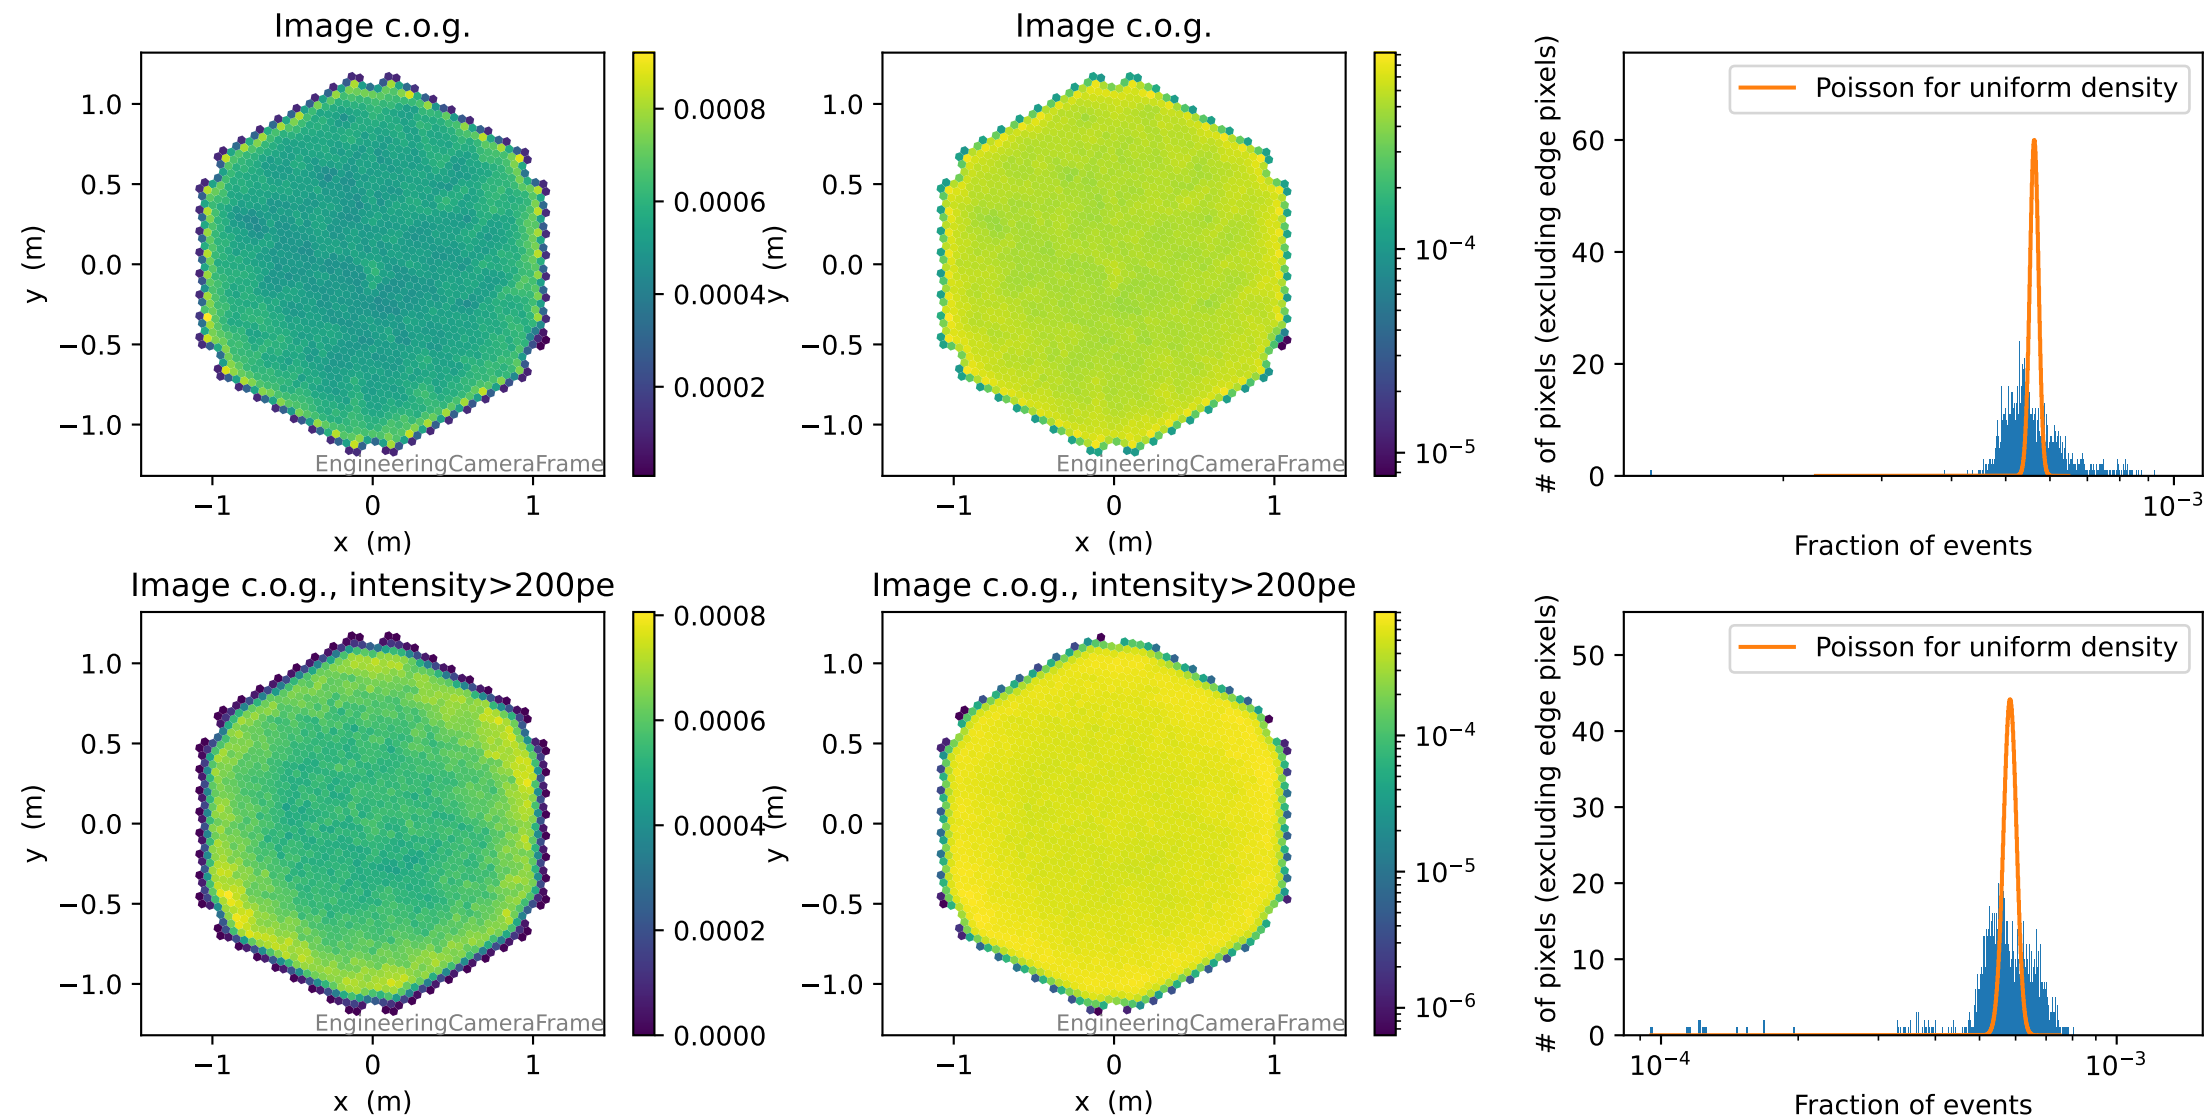 Image c.o.g.
y (m)
1.0
0.5
0.0
−0.5
−1.0
−1
0
1
x (m)
EngineeringCameraFrame
0.0008
0.0006
0.0004
0.0002
Image c.o.g.
y (m)
1.0
0.5
0.0
−0.5
−1.0
−1
0
1
x (m)
EngineeringCameraFrame
10⁻⁴
10⁻⁵
# of pixels (excluding edge pixels)
Poisson for uniform density
60
40
20
0
10⁻³
Fraction of events
Image c.o.g., intensity>200pe
y (m)
1.0
0.5
0.0
−0.5
−1.0
−1
0
1
x (m)
EngineeringCameraFrame
0.0008
0.0006
0.0004
0.0002
0.0000
Image c.o.g., intensity>200pe
y (m)
1.0
0.5
0.0
−0.5
−1.0
−1
0
1
x (m)
EngineeringCameraFrame
10⁻⁴
10⁻⁵
10⁻⁶
# of pixels (excluding edge pixels)
Poisson for uniform density
50
40
30
20
10
0
10⁻⁴
10⁻³
Fraction of events